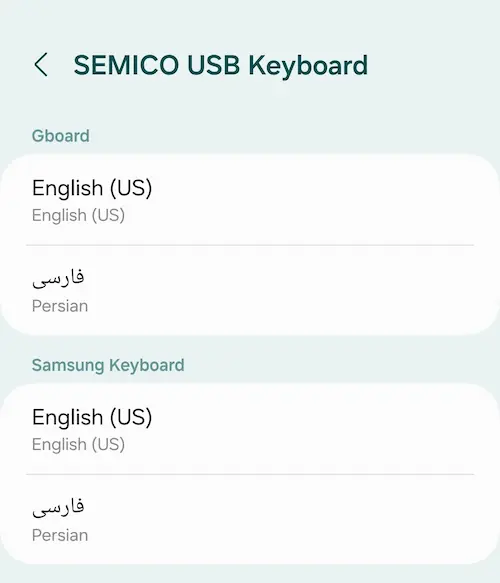 SEMICO USB Keyboard
Gboard
English (US)
English (US)
فارسی
Persian
Samsung Keyboard
English (US)
English (US)
فارسی
Persian